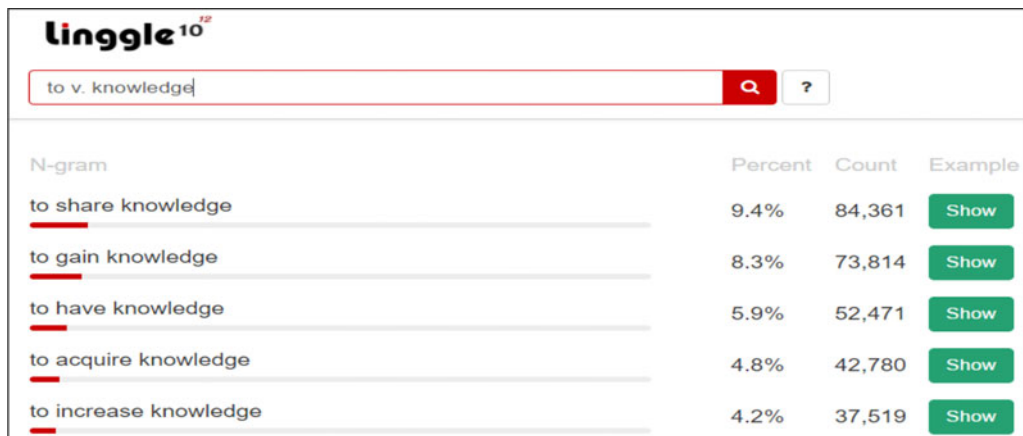 Linggle 10 12
to v. knowledge ?
N-gram Percent Count Example
to share knowledge 9.4% 84,361 Show
to gain knowledge 8.3% 73,814 Show
to have knowledge 5.9% 52,471 Show
to acquire knowledge 4.8% 42,780 Show
to increase knowledge 4.2% 37,519 Show